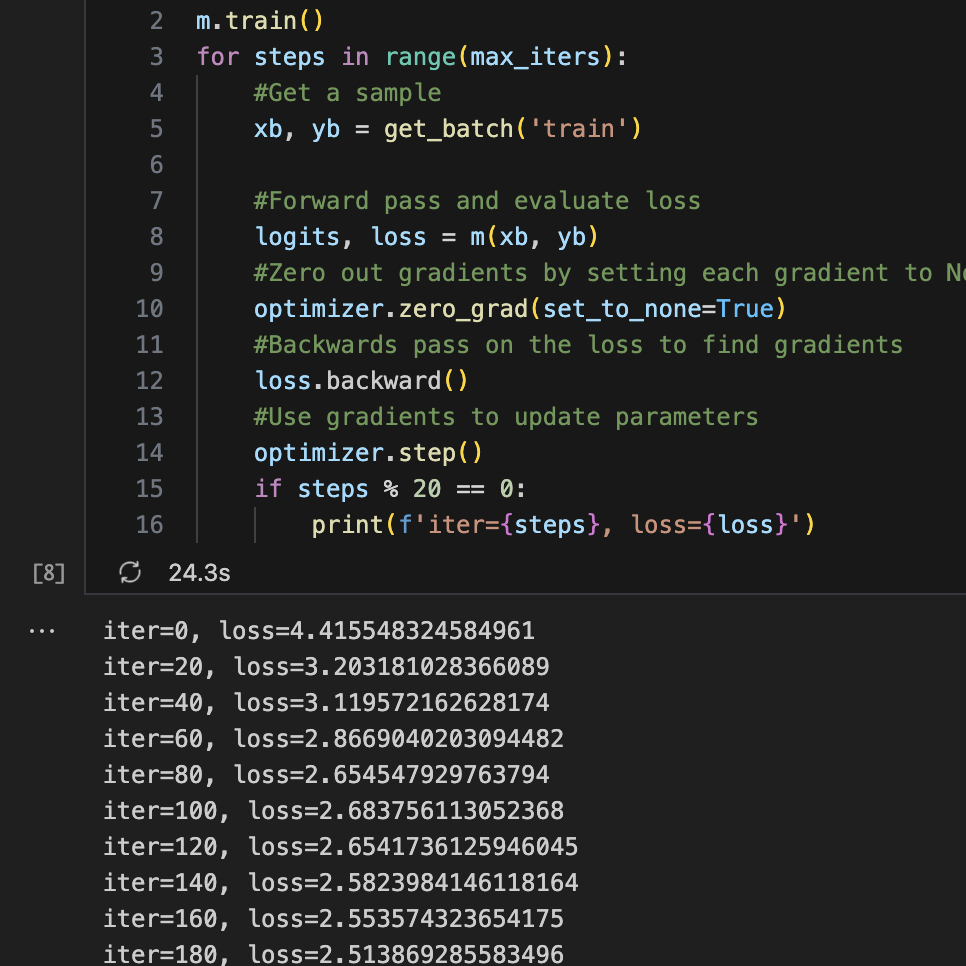 2 m.train()
3 for steps in range(max_iters):
4 #Get a sample
5 xb, yb = get_batch('train')
6
7 #Forward pass and evaluate loss
8 logits, loss = m(xb, yb)
9 #Zero out gradients by setting each gradient to
10 optimizer.zero_grad(set_to_none=True)
11 #Backwards pass on the loss to find gradients
12 loss.backward()
13 #Use gradients to update parameters
14 optimizer.step()
15 if steps % 20 == 0:
16 print(f'iter={steps}, loss={loss}')
[8] 24.3s
... iter=0, loss=4.415548324584961
iter=20, loss=3.203181028366089
iter=40, loss=3.119572162628174
iter=60, loss=2.8669040203094482
iter=80, loss=2.654547929763794
iter=100, loss=2.683756113052368
iter=120, loss=2.6541736125946045
iter=140, loss=2.5823984146118164
iter=160, loss=2.553574323654175
iter=180, loss=2.513869285583496